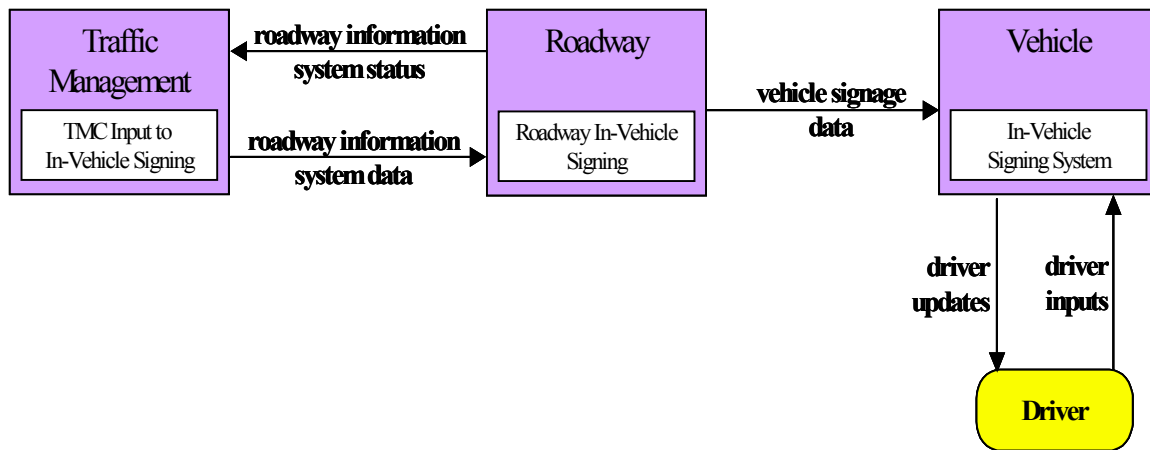 Traffic
Management
TMC Input to
In-Vehicle Signing
roadway information
system status
roadway information
system data
Roadway
Roadway In-Vehicle
Signing
vehicle signage
data
Vehicle
In-Vehicle
Signing System
driver
updates
driver
inputs
Driver